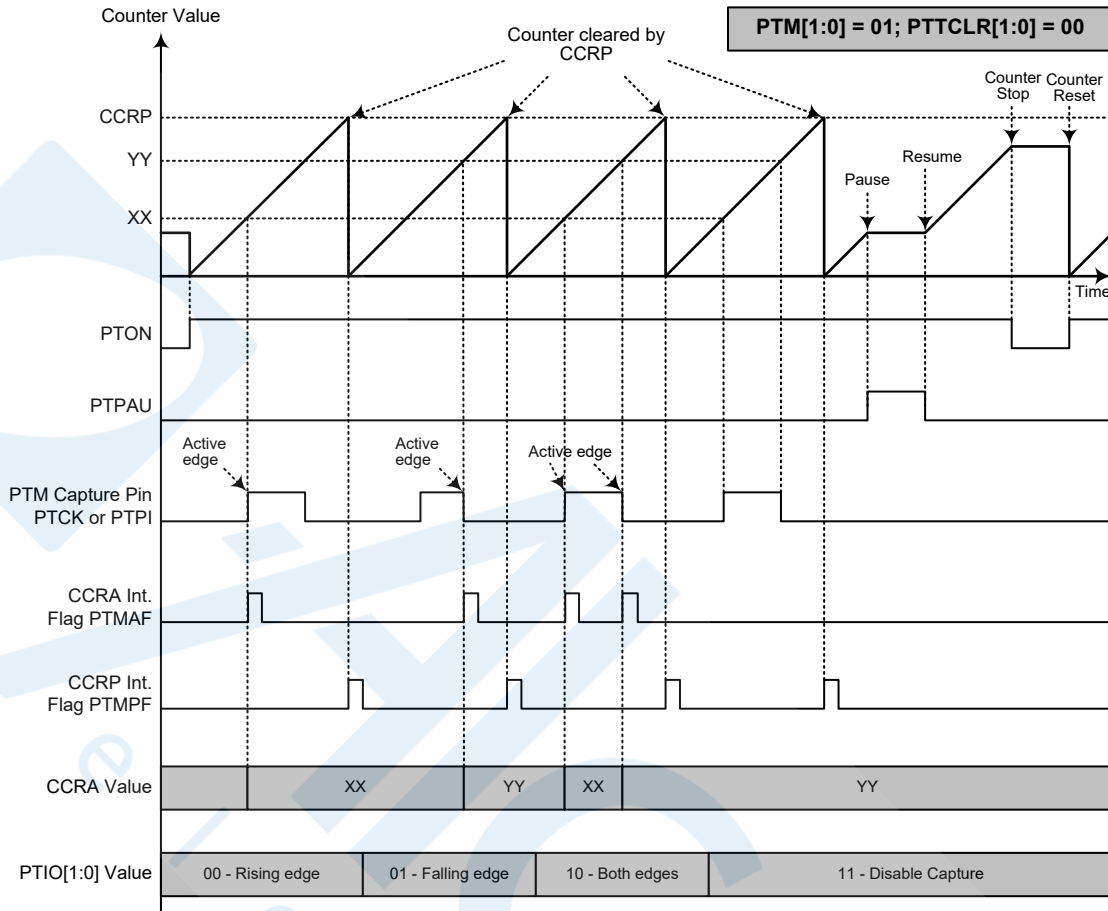 Counter Value
PTM[1:0] = 01; PTTCLR[1:0] = 00
Counter cleared by
CCRP
Counter
Stop
Counter
Reset
CCRP
YY
Resume
Pause
XX
Time
PTON
PTPAU
Active
edge
Active
edge
Active edge
PTM Capture Pin
PTCK or PTPI
CCRA Int.
Flag PTMAF
CCRP Int.
Flag PTMPF
CCRA Value
XX
YY
XX
YY
PTIO[1:0] Value
00 - Rising edge
01 - Falling edge
10 - Both edges
11 - Disable Capture